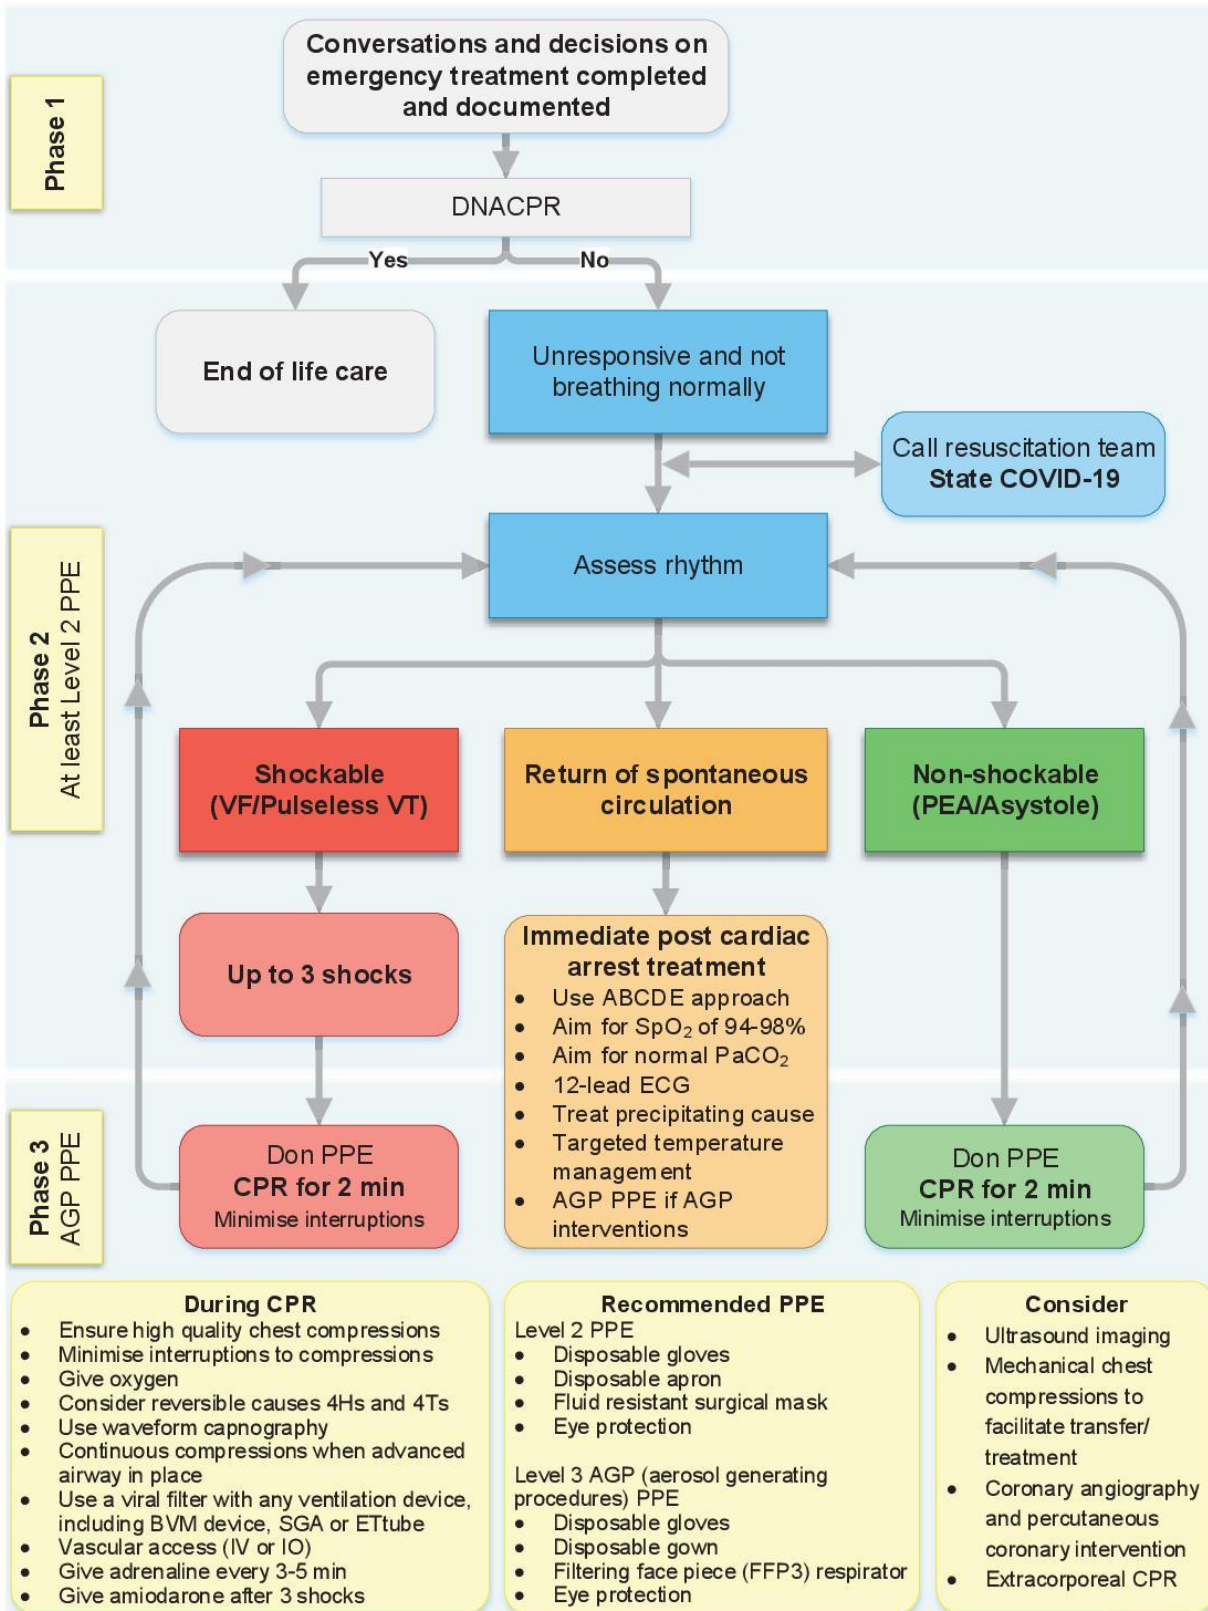 Conversations and decisions on
emergency treatment completed
and documented
Phase 1
DNACPR
Yes
No
End of life care
Unresponsive and not
breathing normally
Call resuscitation team
State COVID-19
Assess rhythm
Phase 2
At least Level 2 PPE
Shockable
(VF/Pulseless VT)
Return of spontaneous
circulation
Non-shockable
(PEA/Asystole)
Up to 3 shocks
Immediate post cardiac
arrest treatment
• Use ABCDE approach
• Aim for SpO₂ of 94-98%
• Aim for normal PaCO₂
• 12-lead ECG
• Treat precipitating cause
• Targeted temperature
management
• AGP PPE if AGP
interventions
Phase 3
AGP PPE
Don PPE
CPR for 2 min
Minimise interruptions
Don PPE
CPR for 2 min
Minimise interruptions
During CPR
• Ensure high quality chest compressions
• Minimise interruptions to compressions
• Give oxygen
• Consider reversible causes 4Hs and 4Ts
• Use waveform capnography
• Continuous compressions when advanced
airway in place
• Use a viral filter with any ventilation device,
including BVM device, SGA or ETtube
• Vascular access (IV or IO)
• Give adrenaline every 3-5 min
• Give amiodarone after 3 shocks
Recommended PPE
Level 2 PPE
• Disposable gloves
• Disposable apron
• Fluid resistant surgical mask
• Eye protection
Level 3 AGP (aerosol generating
procedures) PPE
• Disposable gloves
• Disposable gown
• Filtering face piece (FFP3) respirator
• Eye protection
Consider
• Ultrasound imaging
• Mechanical chest
compressions to
facilitate transfer/
treatment
• Coronary angiography
and percutaneous
coronary intervention
• Extracorporeal CPR